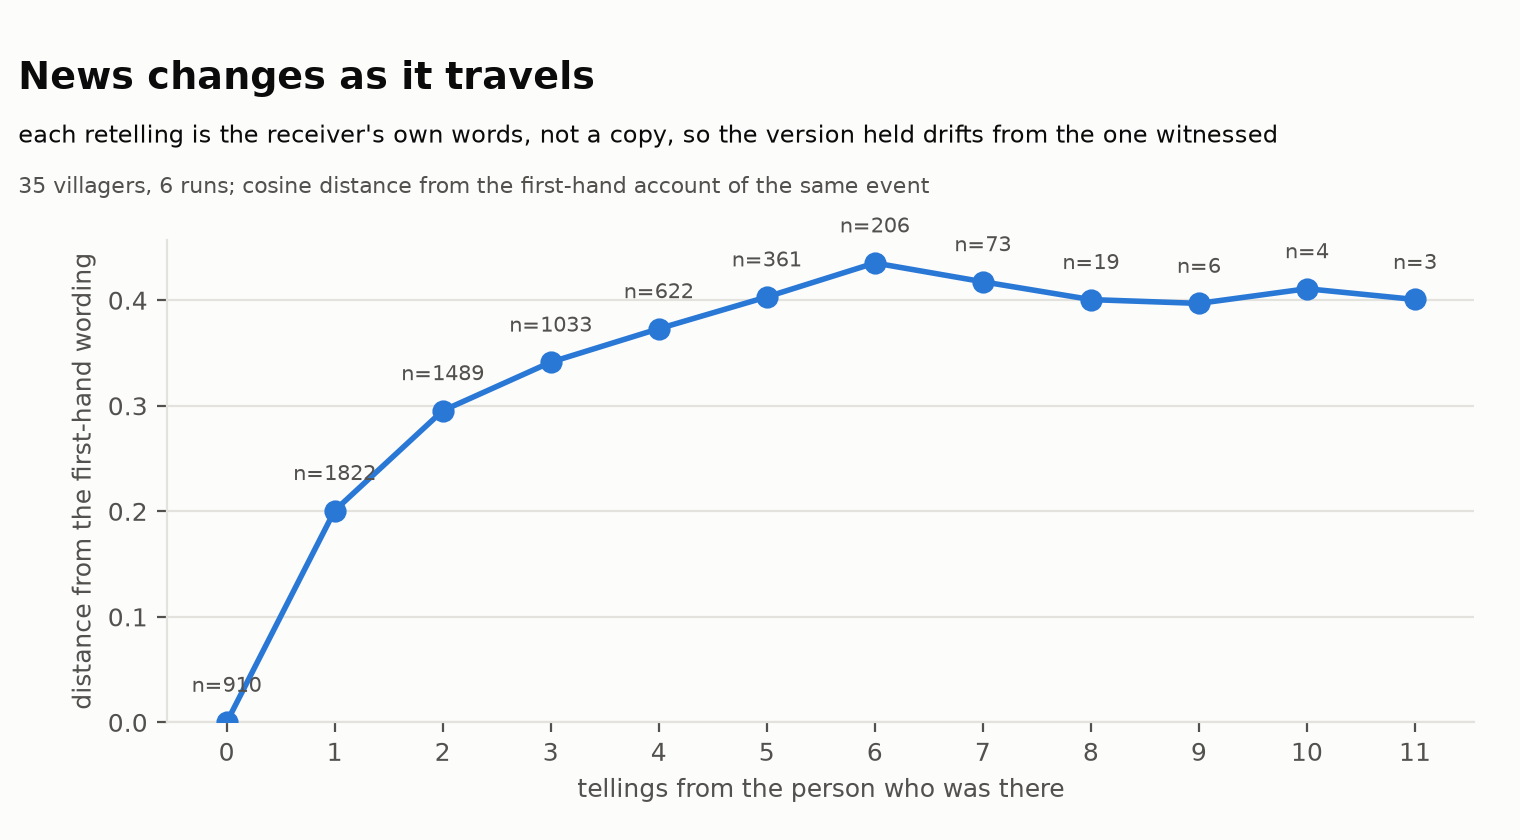 News changes as it travels
each retelling is the receiver's own words, not a copy, so the version held drifts from the one witnessed
35 villagers, 6 runs; cosine distance from the first-hand account of the same event
distance from the first-hand wording
0.4
0.3
0.2
0.1
0.0
n=910
n=1822
n=1489
n=1033
n=622
n=361
n=206
n=73
n=19
n=6
n=4
n=3
0 1 2 3 4 5 6 7 8 9 10 11
tellings from the person who was there